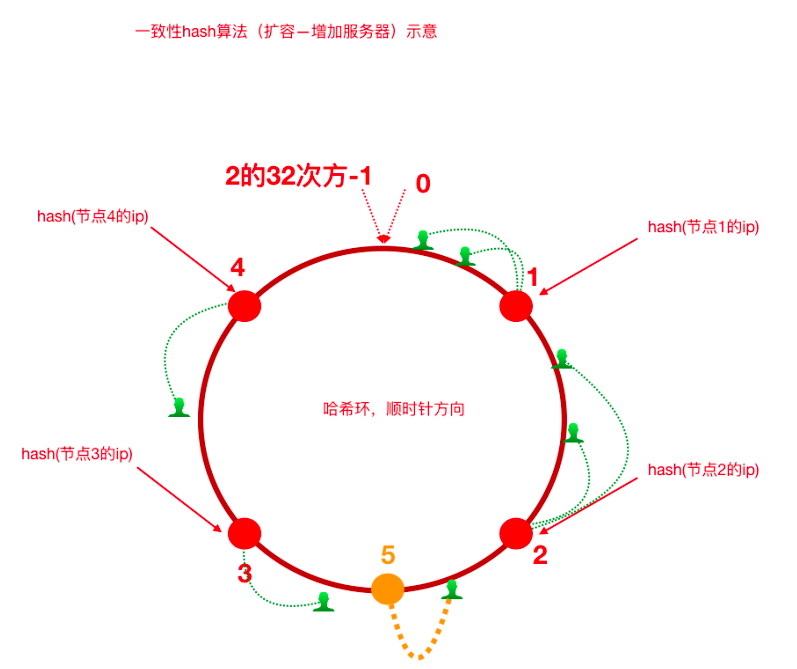 一致性hash算法（扩容—增加服务器）示意
2的32次方-1
0
hash(节点4的ip)
hash(节点1的ip)
4
1
哈希环，顺时针方向
hash(节点3的ip)
hash(节点2的ip)
5
2
3